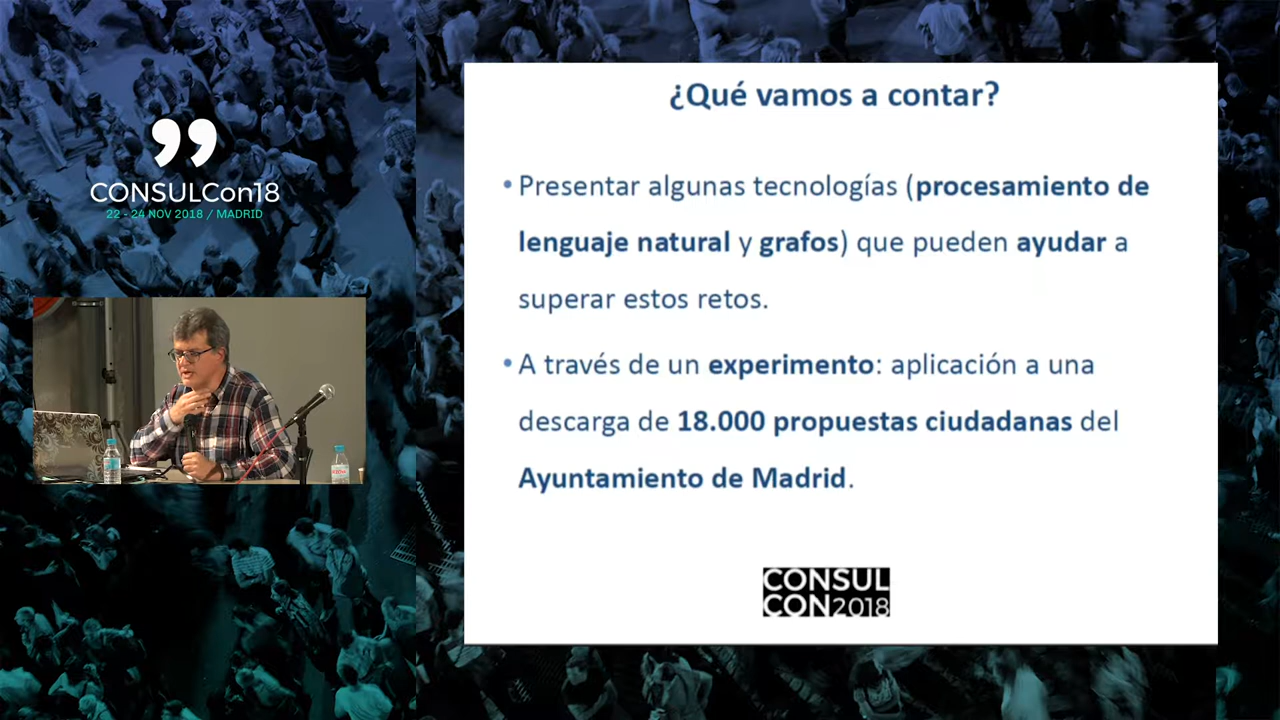 CONSULCon18
22 - 24 NOV 2018 / MADRID
¿Qué vamos a contar?
• Presentar algunas tecnologías (procesamiento de
lenguaje natural y grafos) que pueden ayudar a
superar estos retos.
• A través de un experimento: aplicación a una
descarga de 18.000 propuestas ciudadanas del
Ayuntamiento de Madrid.
CONSUL
CON2018